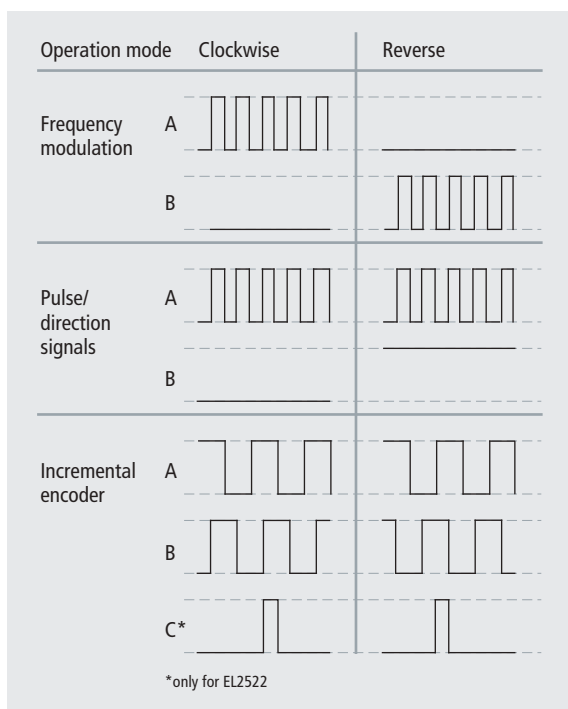 Operation mode Clockwise Reverse
Frequency
modulation
A
B
Pulse/
direction
signals
A
B
Incremental
encoder
A
B
C*
*only for EL2522